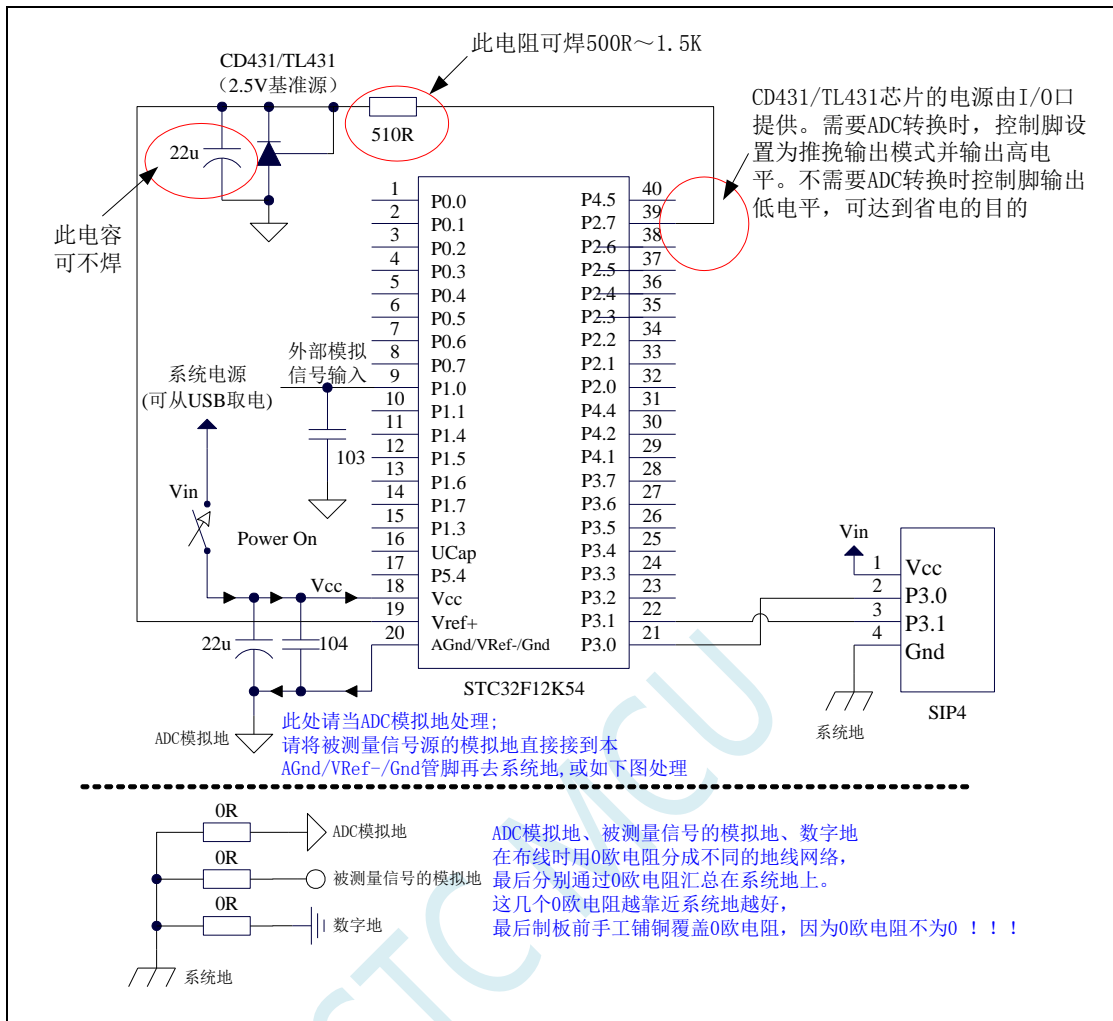 此电阻可焊500R～1.5K
CD431/TL431
（2.5V基准源）
510R
22u
此电容
可不焊
CD431/TL431芯片的电源由I/O口
提供。需要ADC转换时，控制脚设
置为推挽输出模式并输出高电
平。不需要ADC转换时控制脚输出
低电平，可达到省电的目的
1 P0.0
2 P0.1
3 P0.2
4 P0.3
5 P0.4
6 P0.5
7 P0.6
8 P0.7
9 P1.0
10 P1.1
11 P1.4
12 P1.5
13 P1.6
14 P1.7
15 P1.3
16 UCap
17 P5.4
18 Vcc
19 Vref+
20 AGnd/VRef-/Gnd
P4.5 40
P2.7 39
P2.6 38
P2.5 37
P2.4 36
P2.3 35
P2.2 34
P2.1 33
P2.0 32
P4.4 31
P4.2 30
P4.1 29
P3.7 28
P3.6 27
P3.5 26
P3.4 25
P3.3 24
P3.2 23
P3.1 22
P3.0 21
STC32F12K54
外部模拟
信号输入
103
系统电源
(可从USB取电)
Vin
Power On
Vcc
22u
104
ADC模拟地
Vin
1 Vcc
2 P3.0
3 P3.1
4 Gnd
SIP4
系统地
此处请当ADC模拟地处理;
请将被测量信号源的模拟地直接接到本
AGnd/VRef-/Gnd管脚再去系统地,或如下图处理
0R
ADC模拟地
0R
被测量信号的模拟地
0R
数字地
系统地
ADC模拟地、被测量信号的模拟地、数字地
在布线时用0欧电阻分成不同的地线网络，
最后分别通过0欧电阻汇总在系统地上。
这几个0欧电阻越靠近系统地越好，
最后制板前手工铺铜覆盖0欧电阻，因为0欧电阻不为0 ！！！
STC MCU